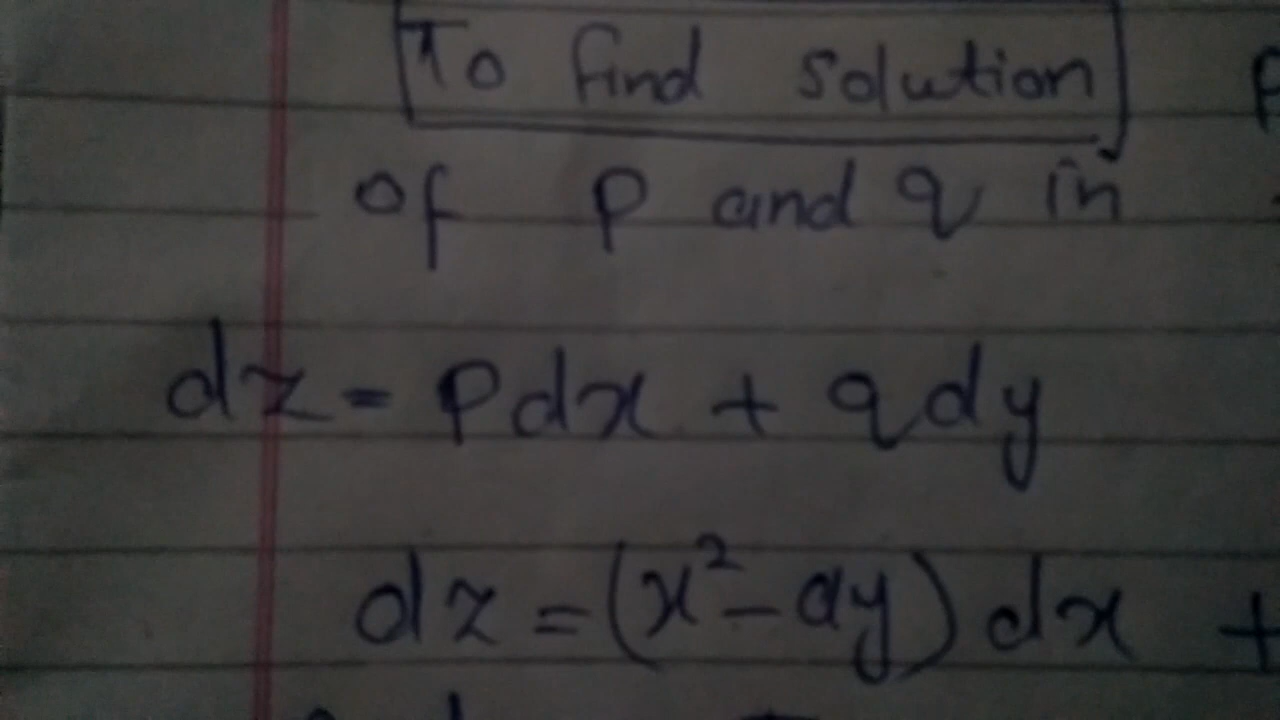 To find solution
of p and q in
dz = pdx + qdy
dz = (x² - ay) dx +